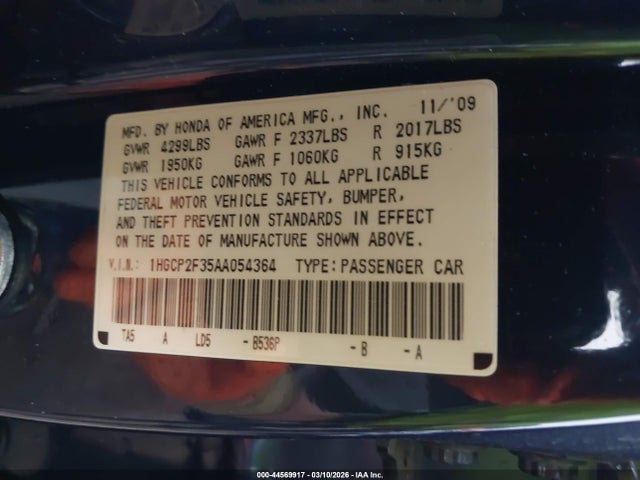 MFD. BY HONDA OF AMERICA MFG., INC. 11/'09
GVWR 4299LBS GAWR F 2337LBS R 2017LBS
GVWR 1950KG GAWR F 1060KG R 915KG
THIS VEHICLE CONFORMS TO ALL APPLICABLE
FEDERAL MOTOR VEHICLE SAFETY, BUMPER,
AND THEFT PREVENTION STANDARDS IN EFFECT
ON THE DATE OF MANUFACTURE SHOWN ABOVE.
V.I.N.: 1HGCP2F35AA054364 TYPE:PASSENGER CAR
TA5 A LD5 -B536P -B -A
000-44569917 - 03/10/2026 - IAA Inc.